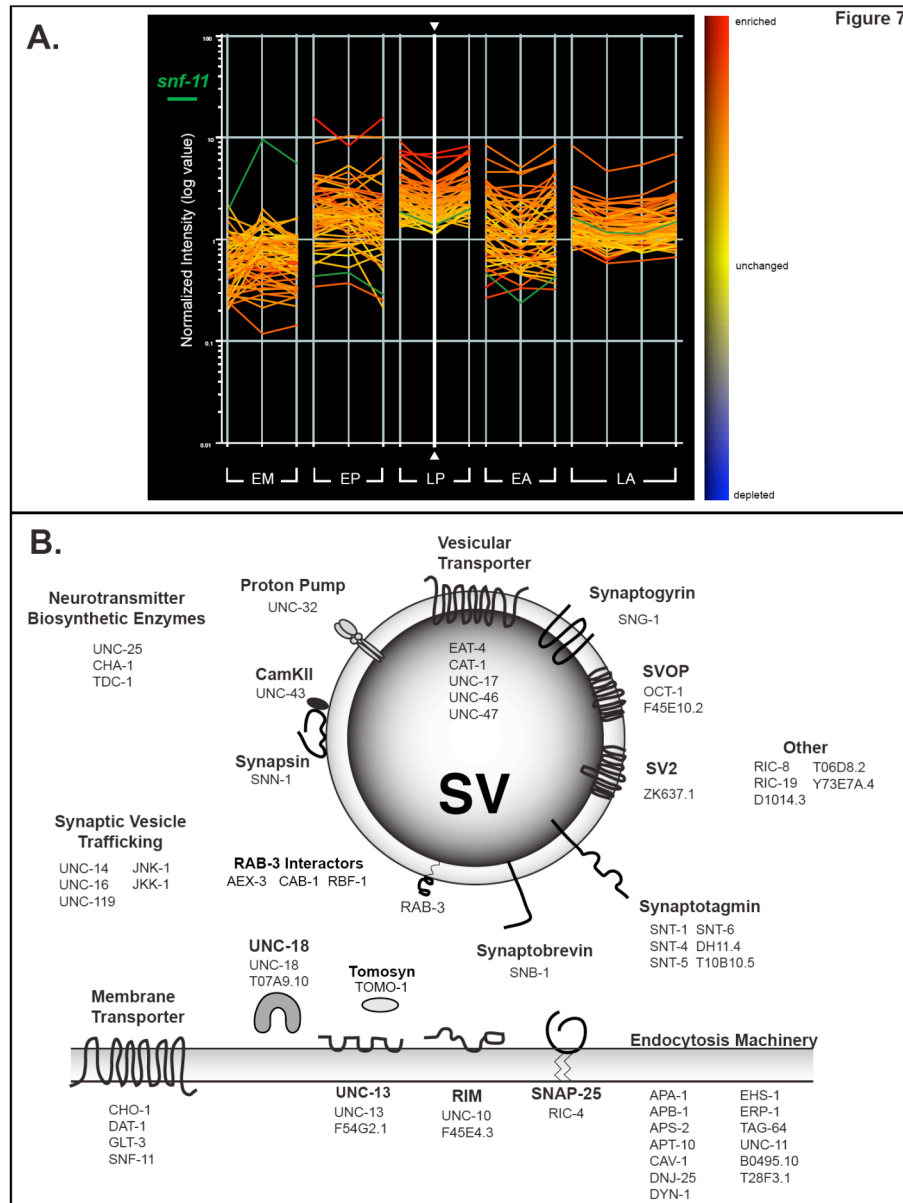 Figure 7
A.
snf-11
Normalized Intensity (log value)
100
10
1
0.1
0.01
EM
EP
LP
EA
LA
enriched
unchanged
depleted
B.
Neurotransmitter
Biosynthetic Enzymes
UNC-25
CHA-1
TDC-1
Proton Pump
UNC-32
CamKII
UNC-43
Synapsin
SNN-1
Vesicular
Transporter
EAT-4
CAT-1
UNC-17
UNC-46
UNC-47
SV
Synaptogyrin
SNG-1
SVOP
OCT-1
F45E10.2
SV2
ZK637.1
Other
RIC-8 T06D8.2
RIC-19 Y73E7A.4
D1014.3
Synaptic Vesicle
Trafficking
UNC-14 JNK-1
UNC-16 JKK-1
UNC-119
RAB-3 Interactors
AEX-3 CAB-1 RBF-1
RAB-3
Synaptobrevin
SNB-1
Synaptotagmin
SNT-1 SNT-6
SNT-4 DH11.4
SNT-5 T10B10.5
UNC-18
UNC-18
T07A9.10
Tomosyn
TOMO-1
Membrane
Transporter
CHO-1
DAT-1
GLT-3
SNF-11
UNC-13
UNC-13
F54G2.1
RIM
UNC-10
F45E4.3
SNAP-25
RIC-4
Endocytosis Machinery
APA-1 EHS-1
APB-1 ERP-1
APS-2 TAG-64
APT-10 UNC-11
CAV-1 B0495.10
DNJ-25 T28F3.1
DYN-1